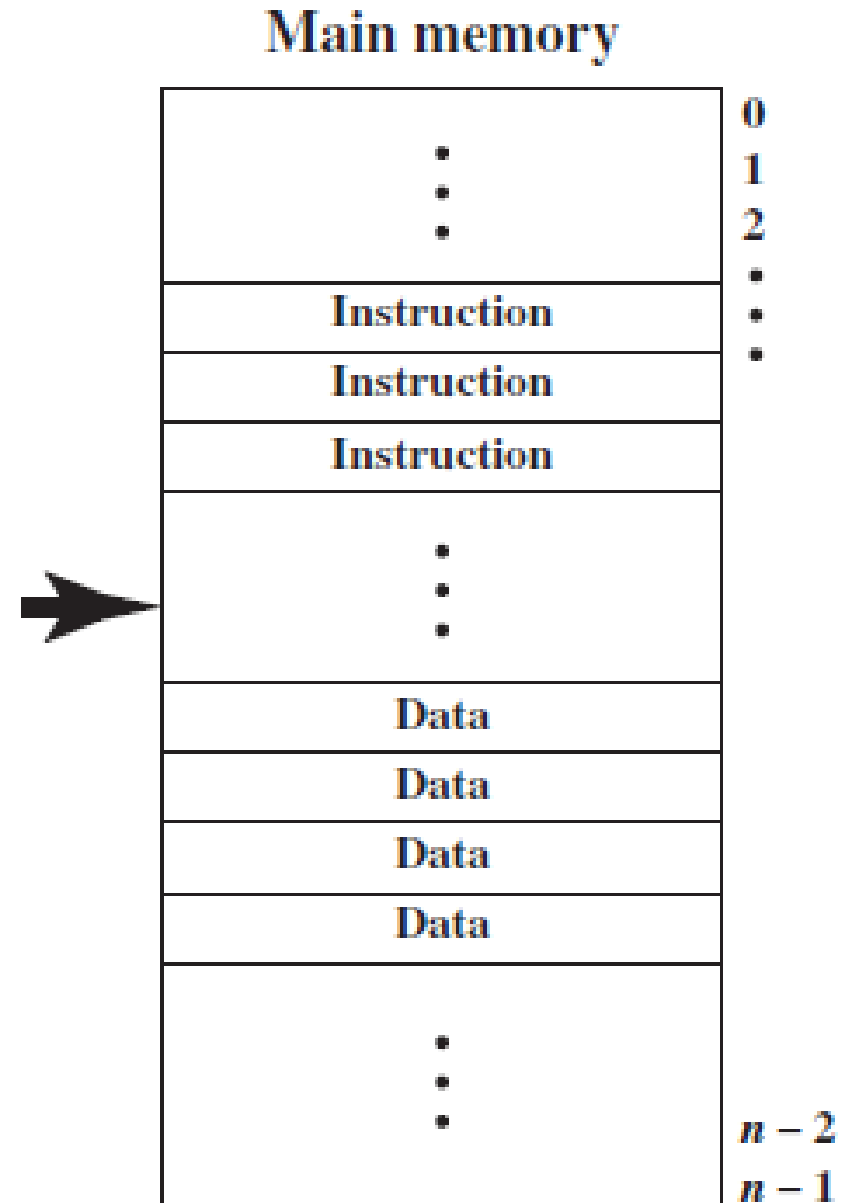 Main memory
0
1
2
Instruction
Instruction
Instruction
Data
Data
Data
Data
n – 2
n – 1